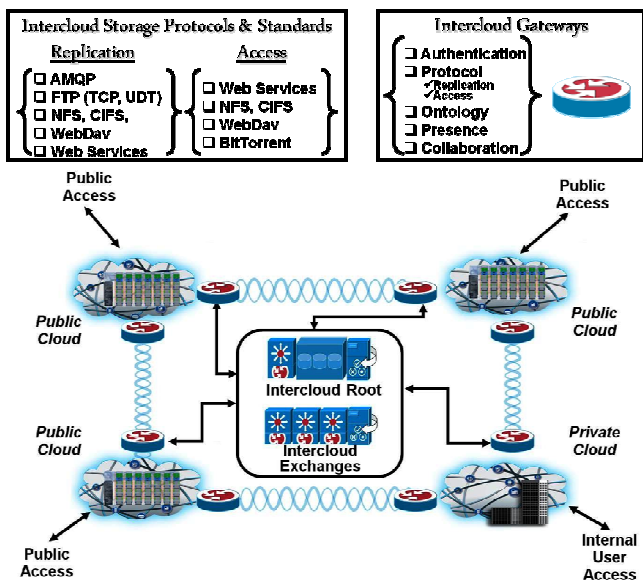 Intercloud Storage Protocols & Standards
Replication
AMQP
FTP (TCP, UDT)
NFS, CIFS,
WebDav
Web Services
Access
Web Services
NFS, CIFS
WebDav
BitTorrent
Intercloud Gateways
Authentication
Protocol
Replication
Access
Ontology
Presence
Collaboration
Public
Access
Public
Access
Public
Cloud
Public
Cloud
Intercloud Root
Intercloud
Exchanges
Public
Cloud
Private
Cloud
Public
Access
Internal
User
Access